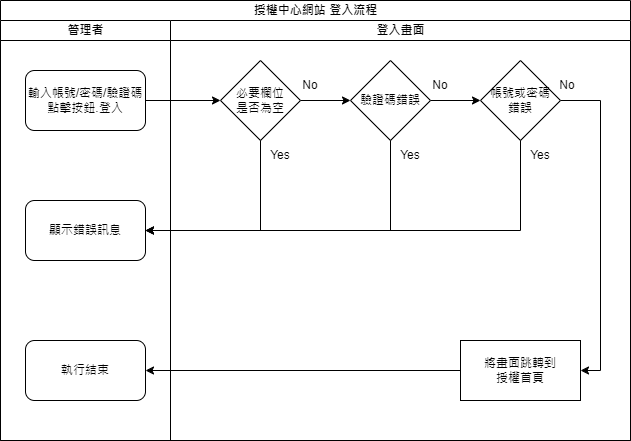 授權中心網站 登入流程
管理者
登入畫面
輸入帳號/密碼/驗證碼
點擊按鈕.登入
必要欄位
是否為空
No
驗證碼錯誤
No
帳號或密碼
錯誤
No
Yes
Yes
Yes
顯示錯誤訊息
執行結束
將畫面跳轉到
授權首頁